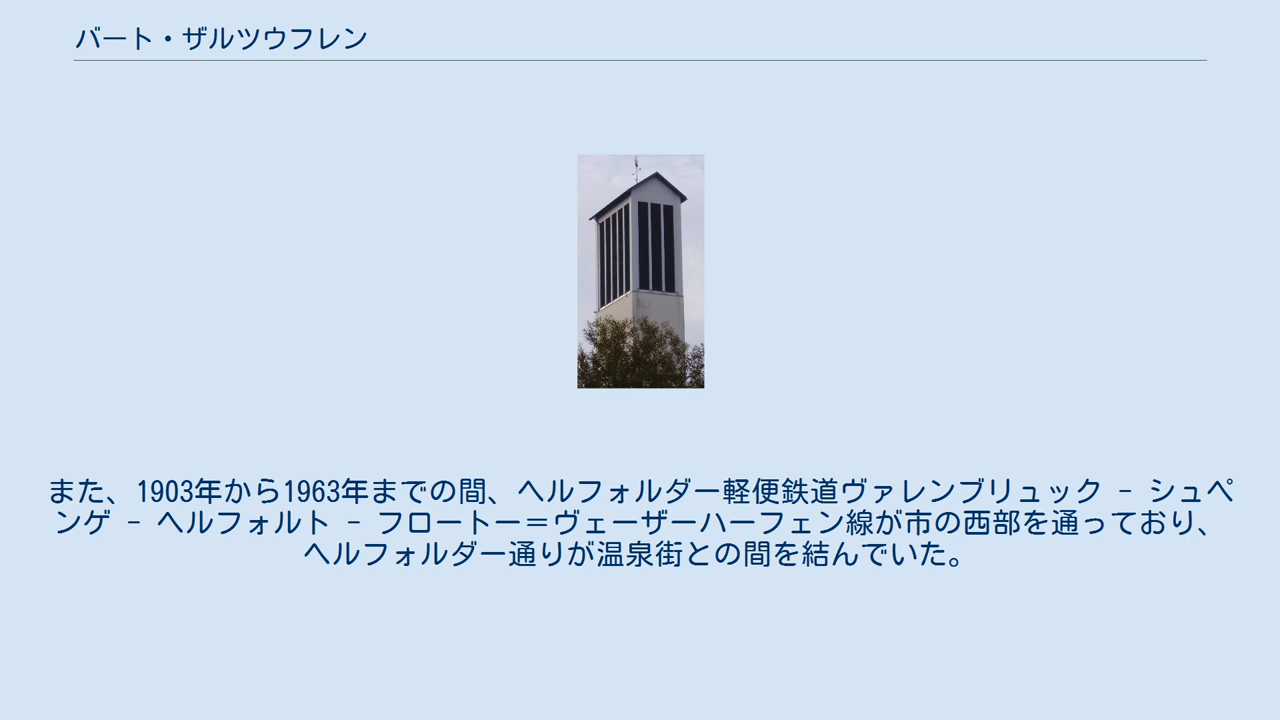 バート・ザルツウフレン
また、1903年から1963年までの間、ヘルフォルダー軽便鉄道ヴァレンブリュック - シュペ
ンゲ - ヘルフォルト - フロートー＝ヴェーザーハーフェン線が市の西部を通っており、
ヘルフォルダー通りが温泉街との間を結んでいた。